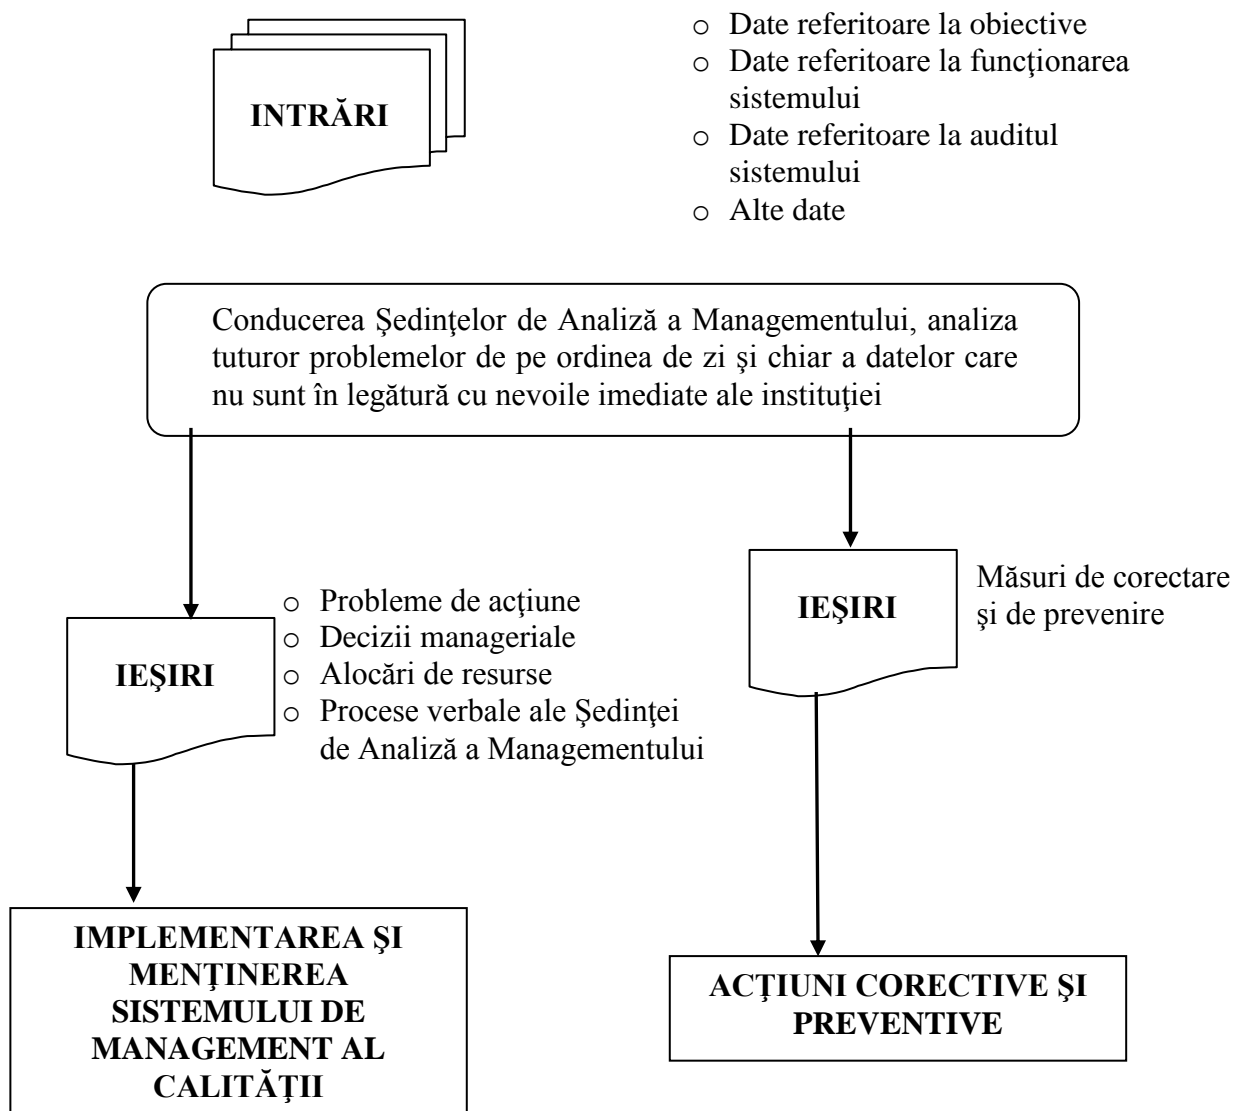 INTRĂRI
o Date referitoare la obiective
o Date referitoare la funcţionarea
sistemului
o Date referitoare la auditul
sistemului
o Alte date
Conducerea Şedinţelor de Analiză a Managementului, analiza
tuturor problemelor de pe ordinea de zi şi chiar a datelor care
nu sunt în legătură cu nevoile imediate ale instituţiei
IEŞIRI
o Probleme de acţiune
o Decizii manageriale
o Alocări de resurse
o Procese verbale ale Şedinţei
de Analiză a Managementului
IEŞIRI
Măsuri de corectare
şi de prevenire
IMPLEMENTAREA ŞI
MENŢINEREA
SISTEMULUI DE
MANAGEMENT AL
CALITĂŢII
ACŢIUNI CORECTIVE ŞI
PREVENTIVE